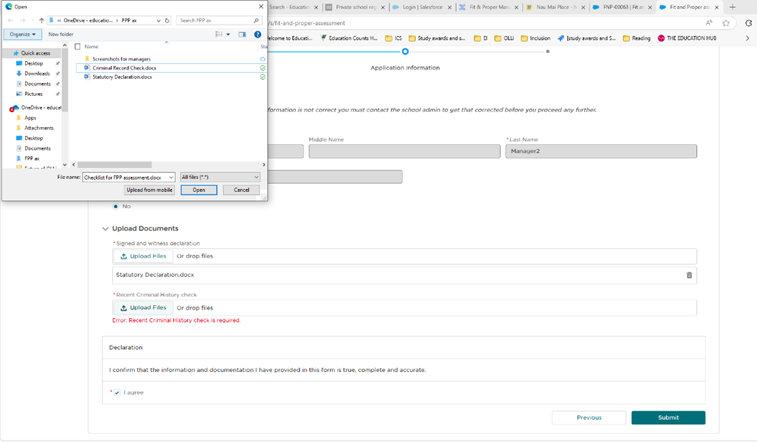 Open
OneDrive - educatio...
FPP ax
Search FPP ax
Organise
New folder
Quick access
Desktop
Downloads
Documents
Pictures
OneDrive - educat
Apps
Attachments
Desktop
Documents
FPP ax
Name
Sta
Screenshots for managers
Criminal Record Check.docx
Statutory Declaration.docx
File name:
Checklist for FPP assessment.docx
All files (*.*)
Upload from mobile
Open
Cancel
Search - Education
Private school reg
Login | Salesforce
Fit & Proper Man
Nau Mai Place - N
FNP-00063 | Fit a
Fit and Proper as
s/fit-and-proper-assessment
elcome to Educati...
Education Counts H...
ICS
Study awards and s...
D
OLLI
Inclusion
[study awards and S...
Reading
THE EDUCATION HUB
Application Information
formation is not correct you must contact the school admin to get that corrected before you proceed any further.
Middle Name
*Last Name
Manager2
No
Upload Documents
*Signed and witness declaration
Upload Files
Or drop files
Statutory Declaration.docx
*Recent Criminal History check
Upload Files
Or drop files
Error: Recent Criminal History check is required.
Declaration
I confirm that the information and documentation I have provided in this form is true, complete and accurate.
* I agree
Previous
Submit